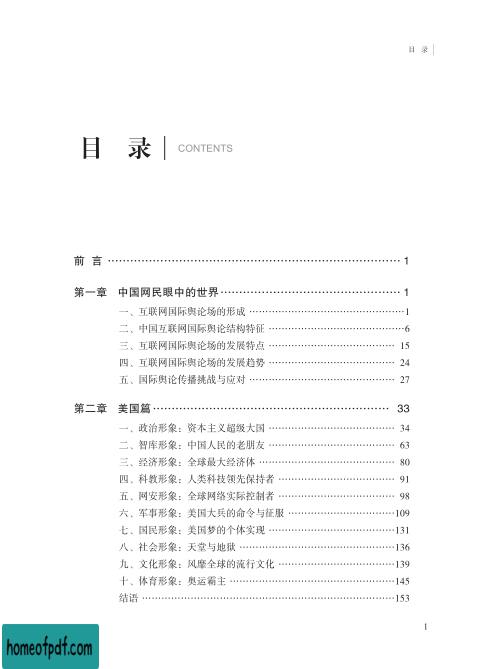 目 录
目 录 CONTENTS
前 言 ································ 1
第一章 中国网民眼中的世界 ································ 1
一、互联网国际舆论场的形成 ································1
二、中国互联网国际舆论结构特征 ································6
三、互联网国际舆论场的发展特点 ································ 15
四、互联网国际舆论场的发展趋势 ································ 24
五、国际舆论传播挑战与应对 ································ 27
第二章 美国篇 ································ 33
一、政治形象：资本主义超级大国 ································ 34
二、智库形象：中国人民的老朋友 ································ 63
三、经济形象：全球最大经济体 ································ 80
四、科教形象：人类科技领先保持者 ································ 91
五、网安形象：全球网络实际控制者 ································ 98
六、军事形象：美国大兵的命令与征服 ································109
七、国民形象：美国梦的个体实现 ································131
八、社会形象：天堂与地狱 ································136
九、文化形象：风靡全球的流行文化 ································139
十、体育形象：奥运霸主 ································145
结语 ································153
1
homeofpdf.com